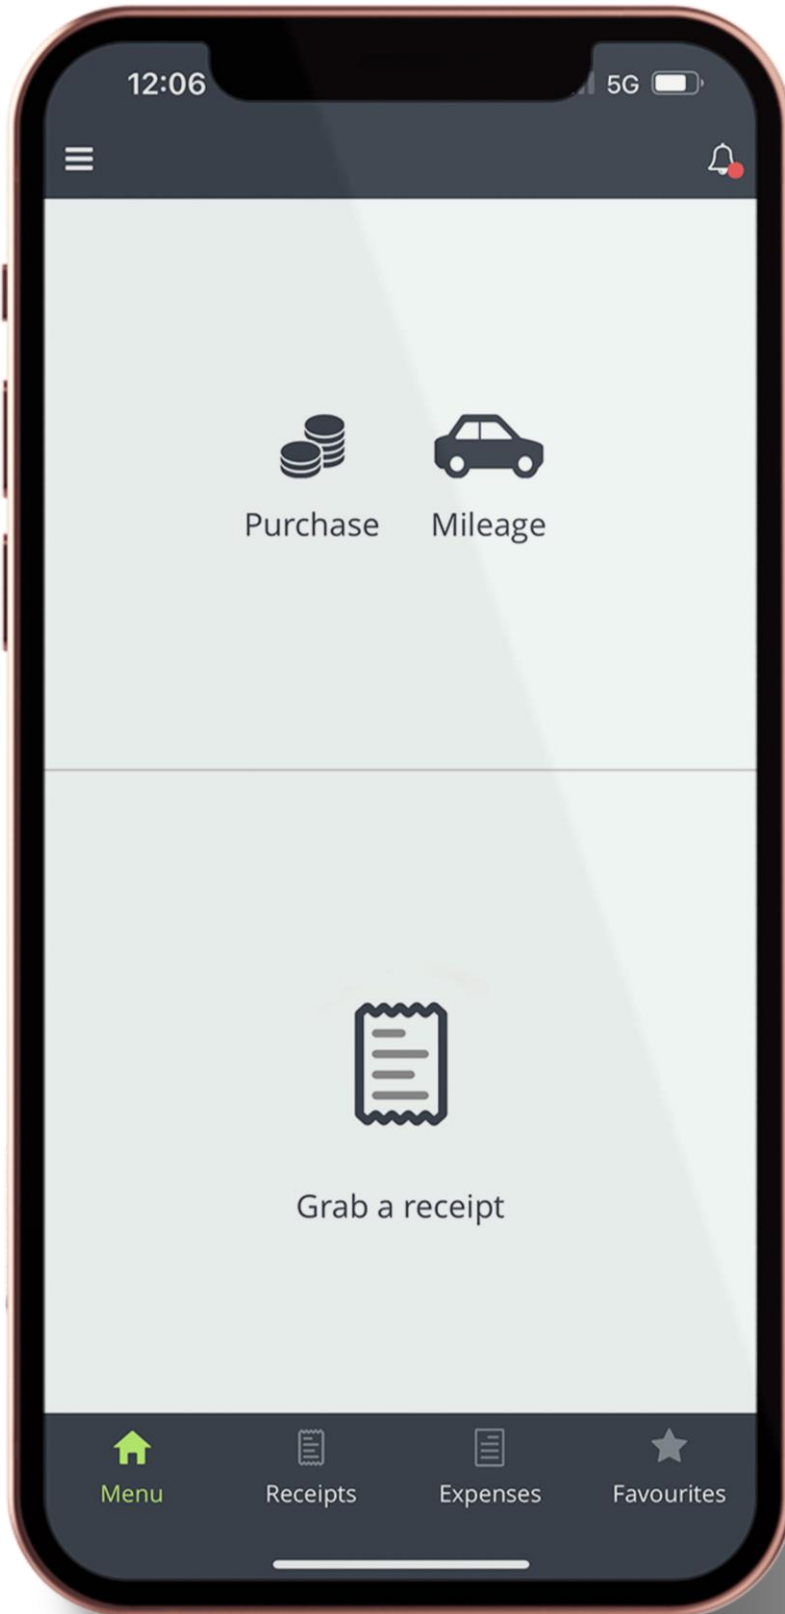 12:06 5G
Purchase Mileage
Grab a receipt
Menu Receipts Expenses Favourites